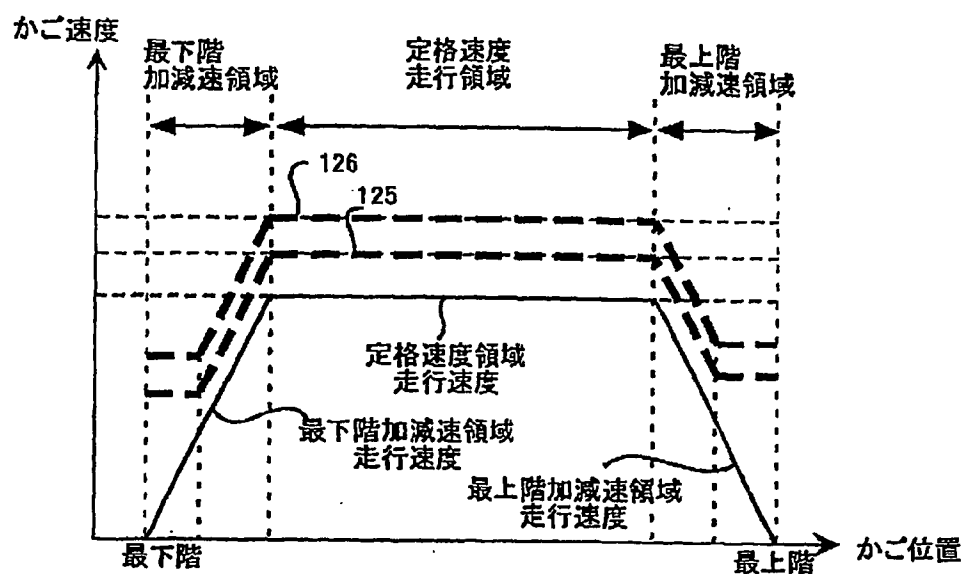 かご速度
最下階
加減速領域
定格速度
走行領域
最上階
加減速領域
126
125
定格速度領域
走行速度
最下階加減速領域
走行速度
最上階加減速領域
走行速度
最下階
最上階
かご位置